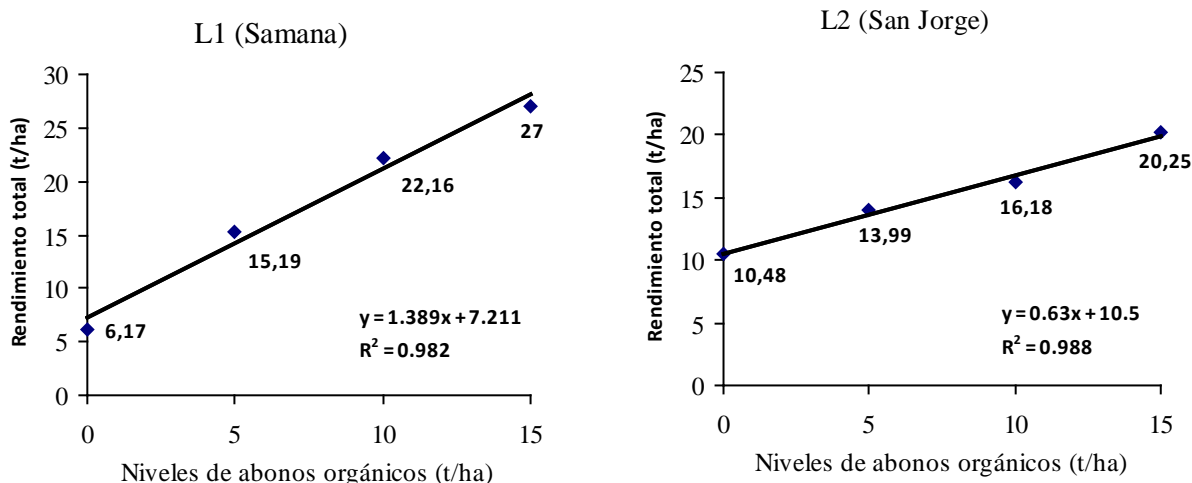 L1 (Samana)
Rendimiento total (t/ha)
30
25
20
15
10
5
0
27
22,16
15,19
6,17
y = 1.389x + 7.211
R² = 0.982
0 5 10 15
Niveles de abonos orgánicos (t/ha)
L2 (San Jorge)
Rendimiento total (t/ha)
25
20
15
10
5
0
20,25
16,18
13,99
10,48
y = 0.63x + 10.5
R² = 0.988
0 5 10 15
Niveles de abonos orgánicos (t/ha)